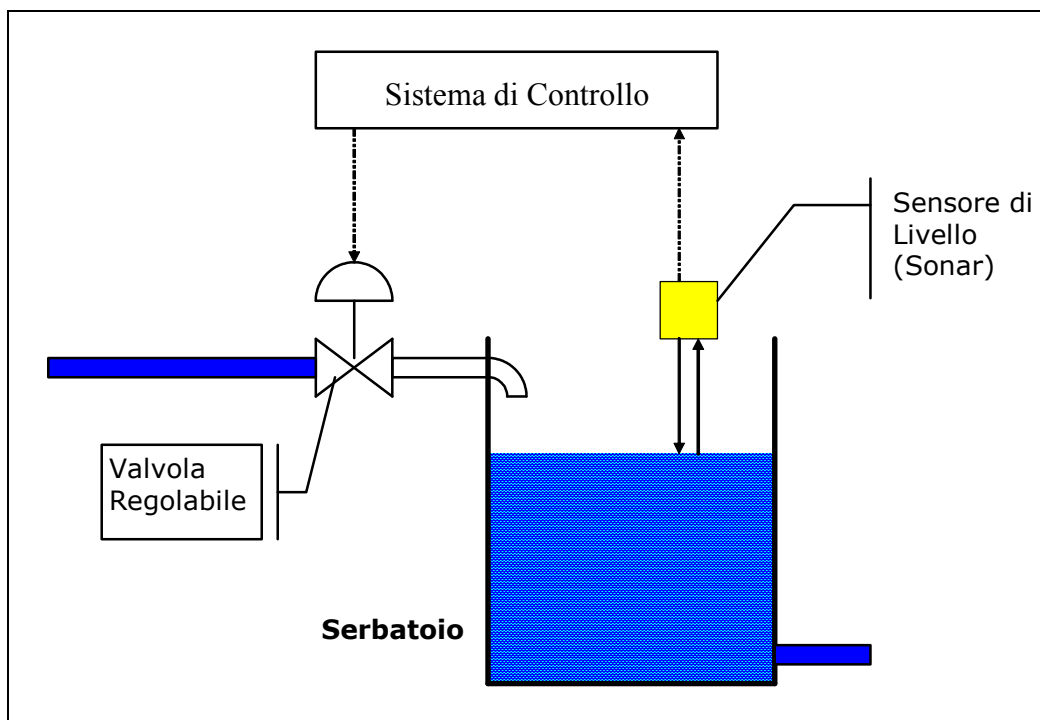 Sistema di Controllo
Sensore di
Livello
(Sonar)
Valvola
Regolabile
Serbatoio